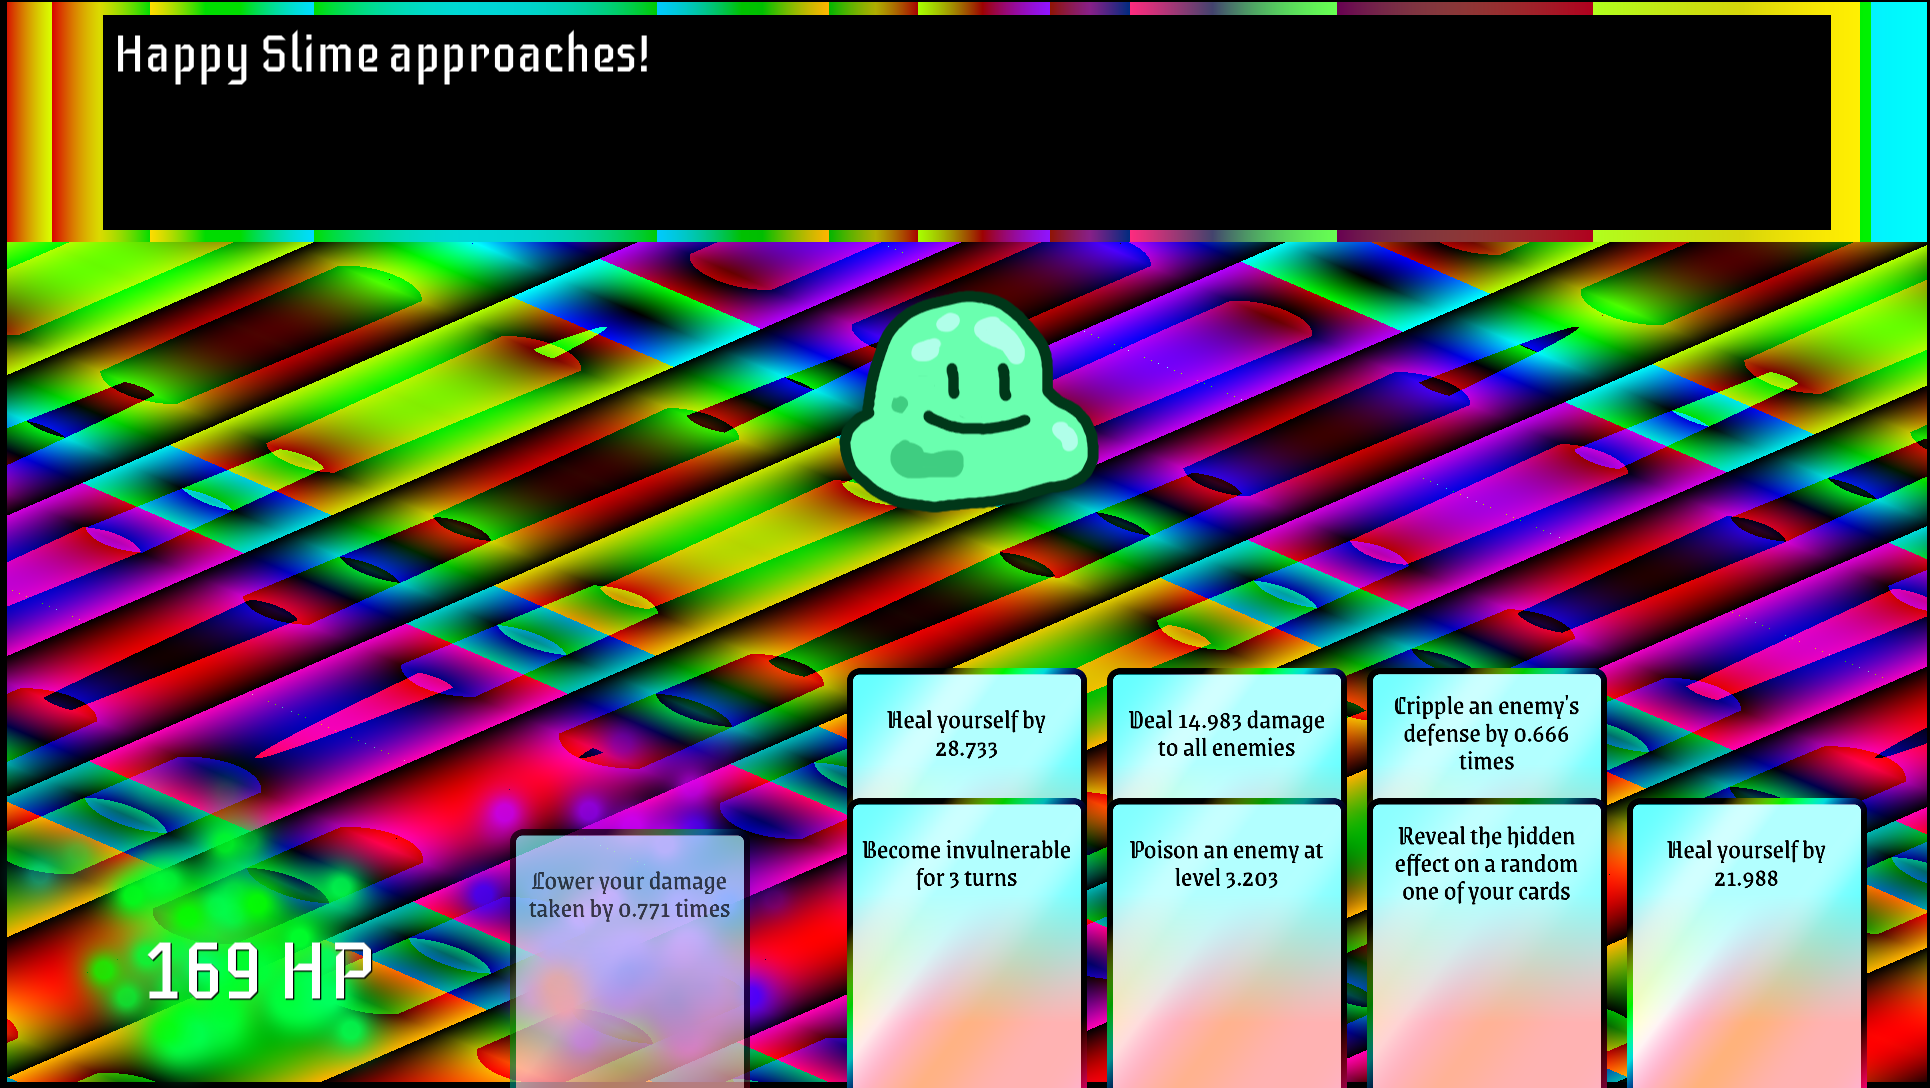 Happy Slime approaches!
Heal yourself by
28.733
Deal 14.983 damage
to all enemies
Cripple an enemy's
defense by 0.666
times
Lower your damage
taken by 0.771 times
Become invulnerable
for 3 turns
Poison an enemy at
level 3.203
Reveal the hidden
effect on a random
one of your cards
Heal yourself by
21.988
169 HP